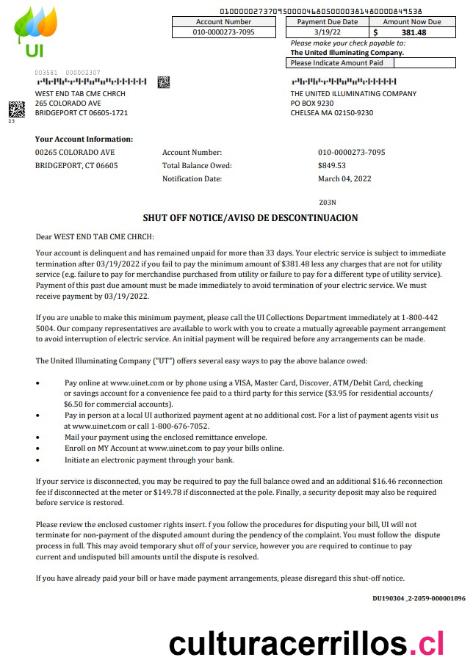 010000027370950000046805000038148000000849538
Account Number
010-0000273-7095
Payment Due Date
Amount Now Due
3/19/22
$ 381.48
Please make your check payable to:
The United Illuminating Company
Please Indicate Amount Paid
UI
003581 000002307
WEST END TAB CME CHRCH
265 COLORADO AVE
BRIDGEPORT CT 06605-1721
THE UNITED ILLUMINATING COMPANY
PO BOX 9230
CHELSEA MA 02150-9230
23
Your Account Information:
00265 COLORADO AVE
BRIDGEPORT, CT 06605
Account Number: 010-0000273-7095
Total Balance Owed: $849.53
Notification Date: March 04, 2022
Z03N
SHUT OFF NOTICE/AVISO DE DESCONTINUACION
Dear WEST END TAB CME CHRCH:
Your account is delinquent and has remained unpaid for more than 33 days. Your electric service is subject to immediate
termination after 03/19/2022 if you fail to pay the minimum amount of $381.48 less any charges that are not for utility
service (e.g. failure to pay for merchandise purchased from utility or failure to pay for a different type of utility service).
Payment of this past due amount must be made immediately to avoid termination of your electric service. We must
receive payment by 03/19/2022.
If you are unable to make this minimum payment, please call the UI Collections Department immediately at 1-800-442
5004. Our company representatives are available to work with you to create a mutually agreeable payment arrangement
to avoid interruption of electric service. An initial payment will be required before any arrangements can be made.
The United Illuminating Company ("UT") offers several easy ways to pay the above balance owed:
• Pay online at www.uinet.com or by phone using a VISA, Master Card, Discover, ATM/Debit Card, checking
or savings account for a convenience fee paid to a third party for this service ($3.95 for residential accounts/
$6.50 for commercial accounts).
• Pay in person at a local UI authorized payment agent at no additional cost. For a list of payment agents visit us
at www.uinet.com or call 1-800-676-7052.
• Mail your payment using the enclosed remittance envelope.
• Enroll on MY Account at www.uinet.com to pay your bills online.
• Initiate an electronic payment through your bank.
If your service is disconnected, you may be required to pay the full balance owed and an additional $16.46 reconnection
fee if disconnected at the meter or $149.78 if disconnected at the pole. Finally, a security deposit may also be required
before service is restored.
Please review the enclosed customer rights insert. f you follow the procedures for disputing your bill, UI will not
terminate for non-payment of the disputed amount during the pendency of the complaint. You must follow the dispute
process in full. This may avoid temporary shut off of your service, however you are required to continue to pay
current and undisputed bill amounts until the dispute is resolved.
If you have already paid your bill or have made payment arrangements, please disregard this shut-off notice.
DU190304 ,2-2059-000001896
culturacerrillos.cl